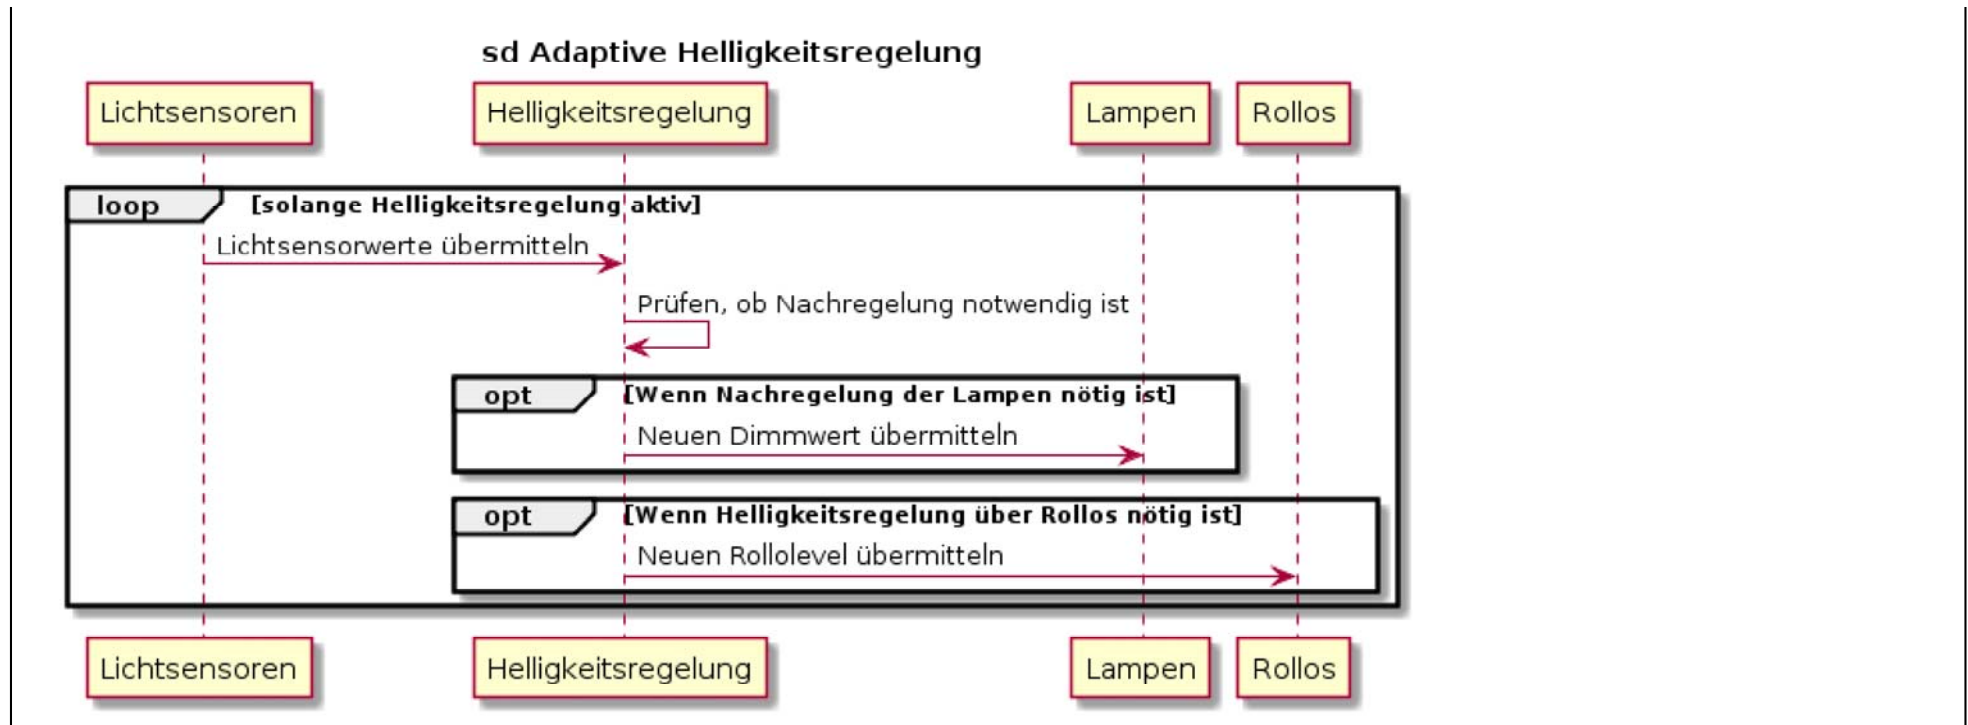 sd Adaptive Helligkeitsregelung
Lichtsensoren
Helligkeitsregelung
Lampen
Rollos
loop
[solange Helligkeitsregelung aktiv]
Lichtsensorwerte übermitteln
Prüfen, ob Nachregelung notwendig ist
opt
[Wenn Nachregelung der Lampen nötig ist]
Neuen Dimmwert übermitteln
opt
[Wenn Helligkeitsregelung über Rollos nötig ist]
Neuen Rollolevel übermitteln
Lichtsensoren
Helligkeitsregelung
Lampen
Rollos